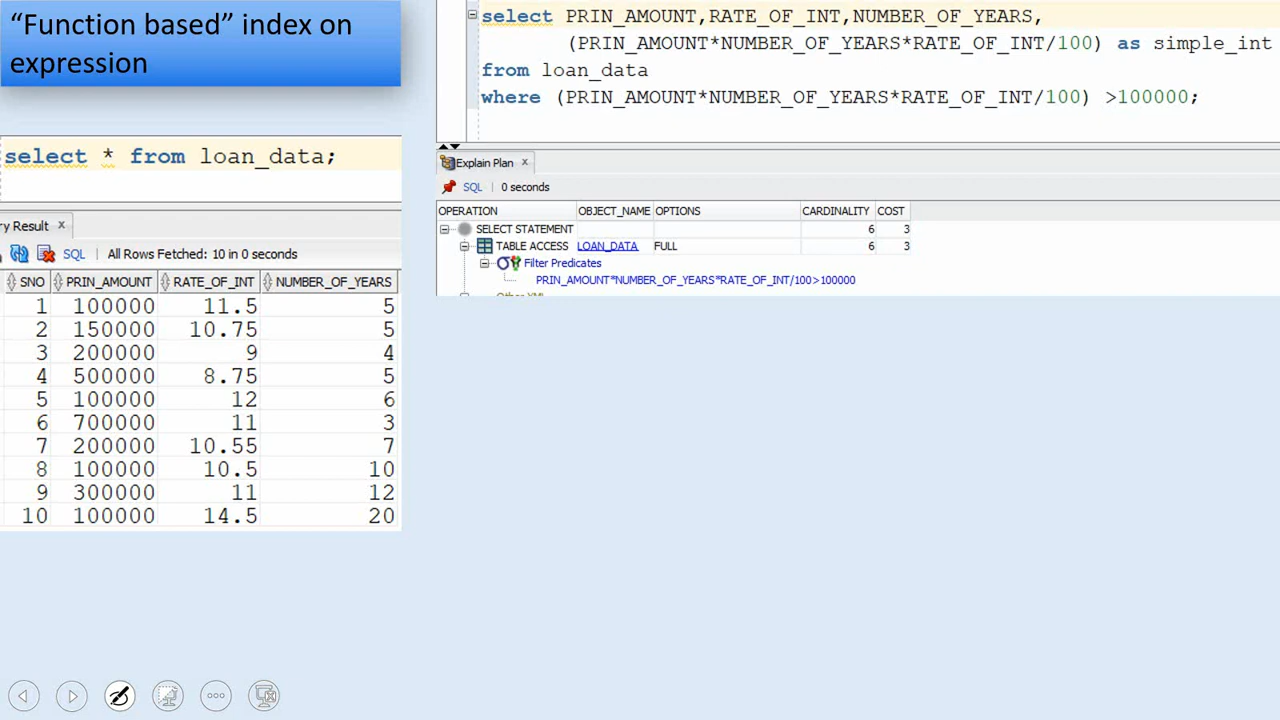 “Function based” index on
expression
select * from loan_data;
ry Result x
SQL | All Rows Fetched: 10 in 0 seconds
SNO PRIN_AMOUNT RATE_OF_INT NUMBER_OF_YEARS
1 100000 11.5 5
2 150000 10.75 5
3 200000 9 4
4 500000 8.75 5
5 100000 12 6
6 700000 11 3
7 200000 10.55 7
8 100000 10.5 10
9 300000 11 12
10 100000 14.5 20
select PRIN_AMOUNT,RATE_OF_INT,NUMBER_OF_YEARS,
(PRIN_AMOUNT*NUMBER_OF_YEARS*RATE_OF_INT/100) as simple_int
from loan_data
where (PRIN_AMOUNT*NUMBER_OF_YEARS*RATE_OF_INT/100) >100000;
Explain Plan x
SQL | 0 seconds
OPERATION OBJECT_NAME OPTIONS CARDINALITY COST
SELECT STATEMENT 6 3
TABLE ACCESS LOAN_DATA FULL 6 3
Filter Predicates
PRIN_AMOUNT*NUMBER_OF_YEARS*RATE_OF_INT/100>100000